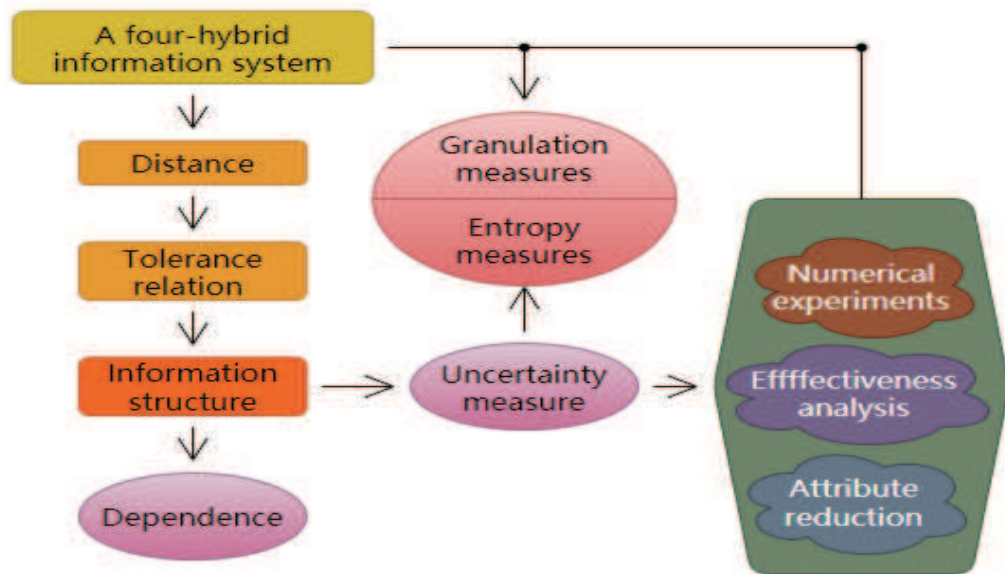 A four-hybrid
information system
Distance
Tolerance
relation
Information
structure
Dependence
Granulation
measures
Entropy
measures
Uncertainty
measure
Numerical
experiments
Effffectiveness
analysis
Attribute
reduction